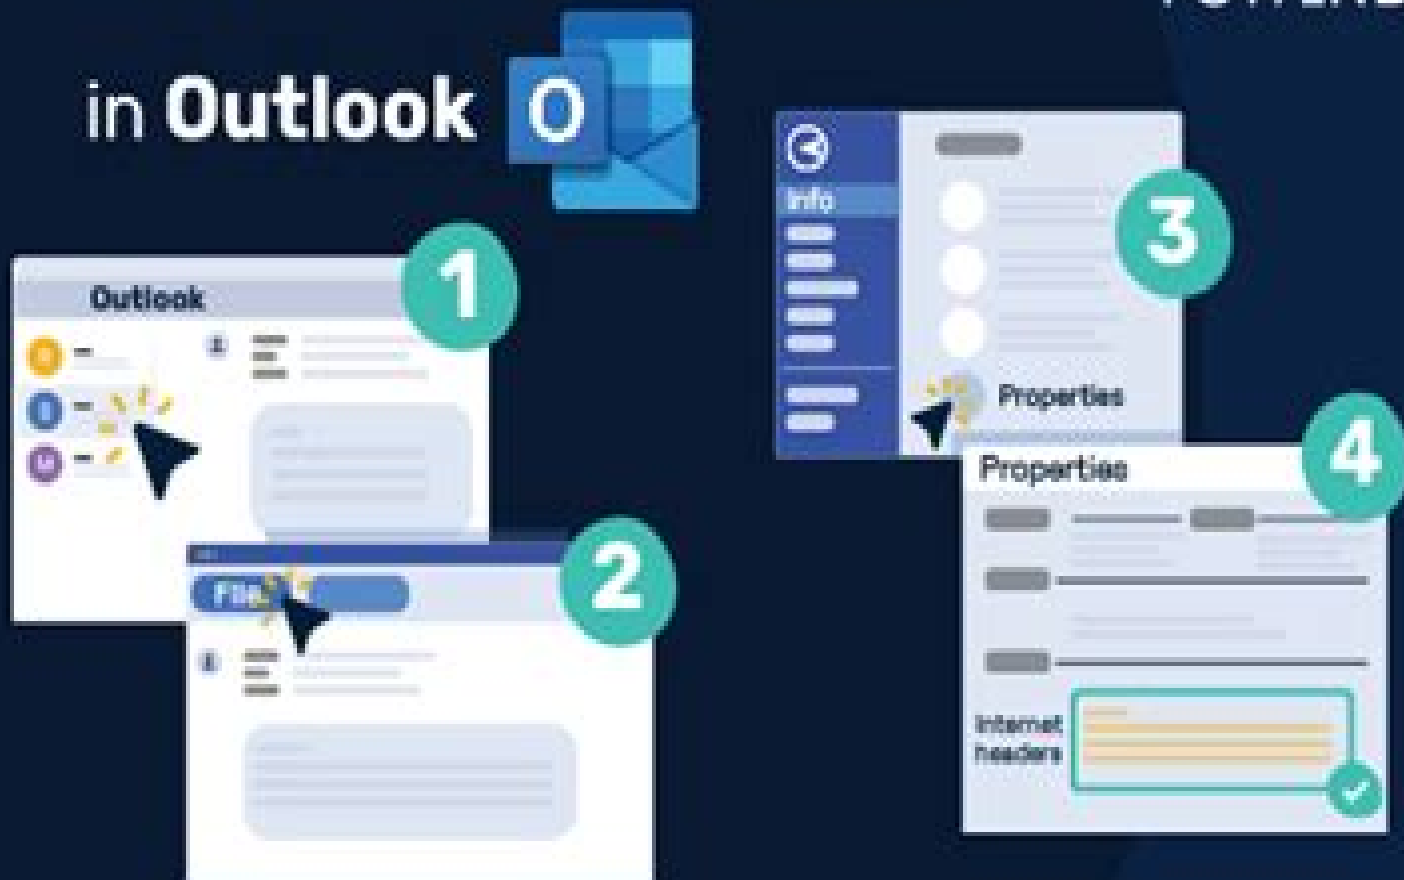 in Outlook
O
1
Outlook
2
File
3
Info
Properties
4
Properties
Internet
headers